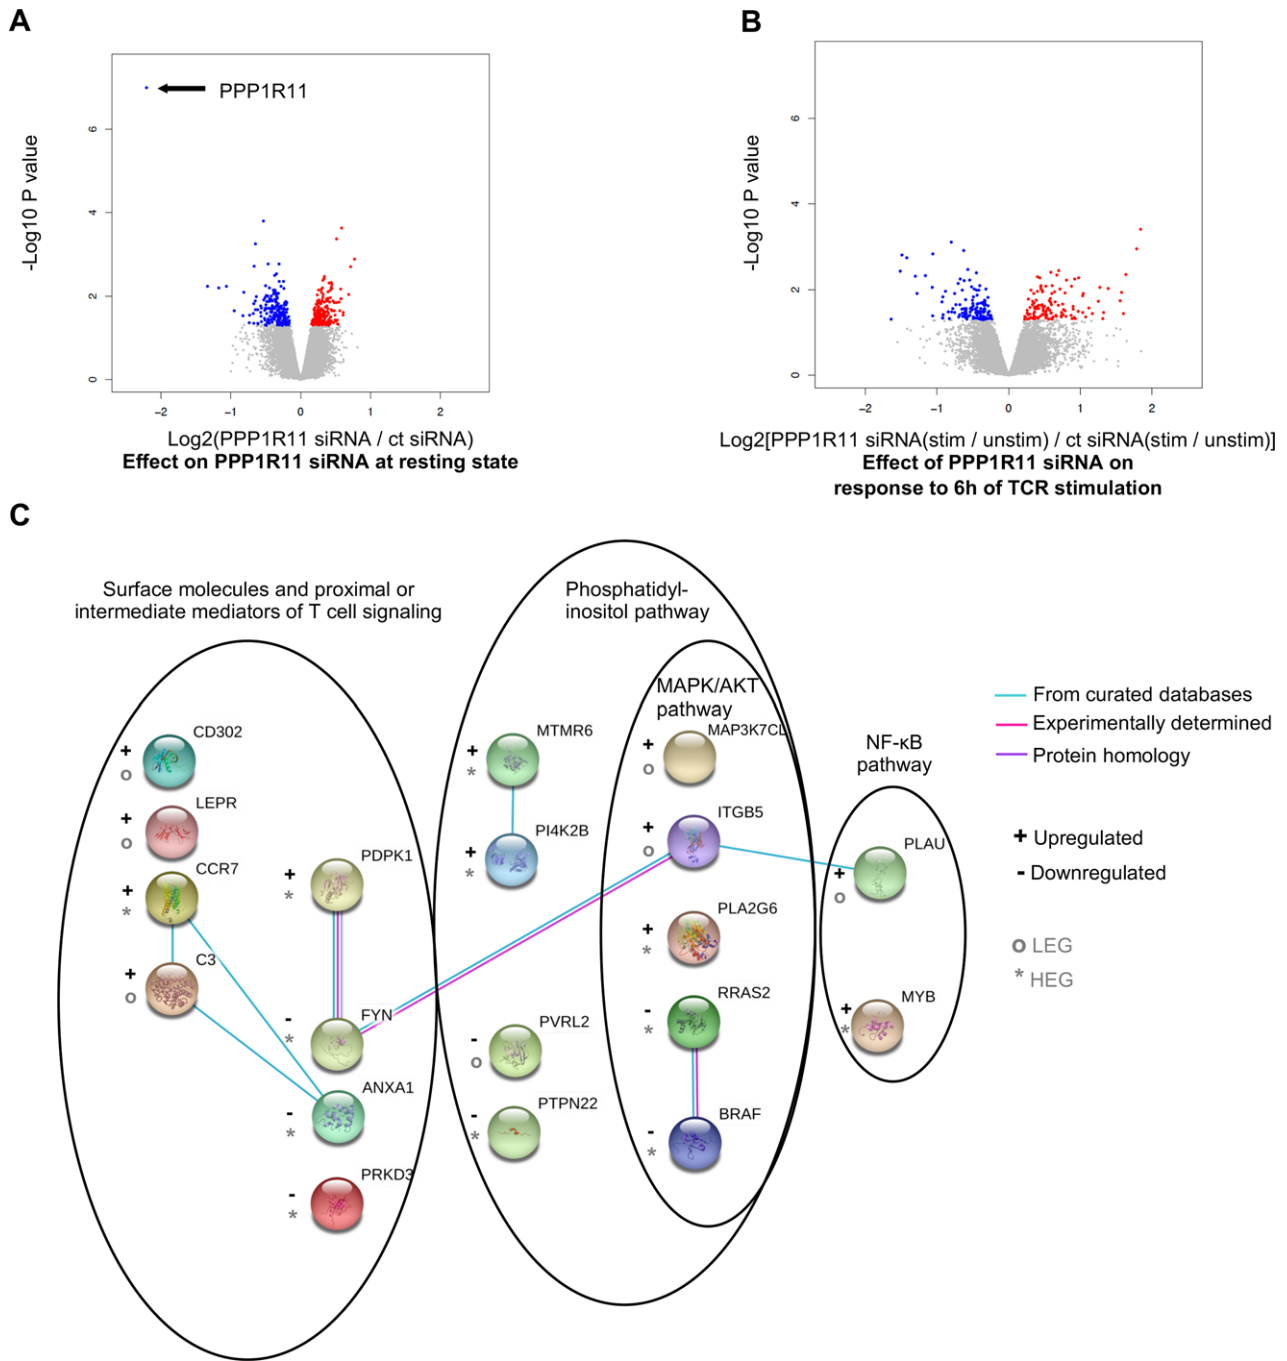 A
B
PPP1R11
-Log10 P value
6
4
2
0
-2
-1
0
1
2
Log2(PPP1R11 siRNA / ct siRNA)
Effect on PPP1R11 siRNA at resting state
-Log10 P value
6
4
2
0
-2
-1
0
1
2
Log2[PPP1R11 siRNA(stim / unstim) / ct siRNA(stim / unstim)]
Effect of PPP1R11 siRNA on
response to 6h of TCR stimulation
C
Surface molecules and proximal or
intermediate mediators of T cell signaling
CD302
+
o
LEPR
+
o
CCR7
+
*
C3
+
o
PDPK1
+
*
FYN
-
*
ANXA1
-
*
PRKD3
-
*
Phosphatidyl-
inositol pathway
MTMR6
+
*
PI4K2B
+
*
PVRL2
-
o
PTPN22
-
*
MAPK/AKT
pathway
MAP3K7CL
+
o
ITGB5
+
o
PLA2G6
+
*
RRAS2
-
*
BRAF
-
*
NF-κB
pathway
PLAU
+
o
MYB
+
*
From curated databases
Experimentally determined
Protein homology
+ Upregulated
- Downregulated
o LEG
* HEG